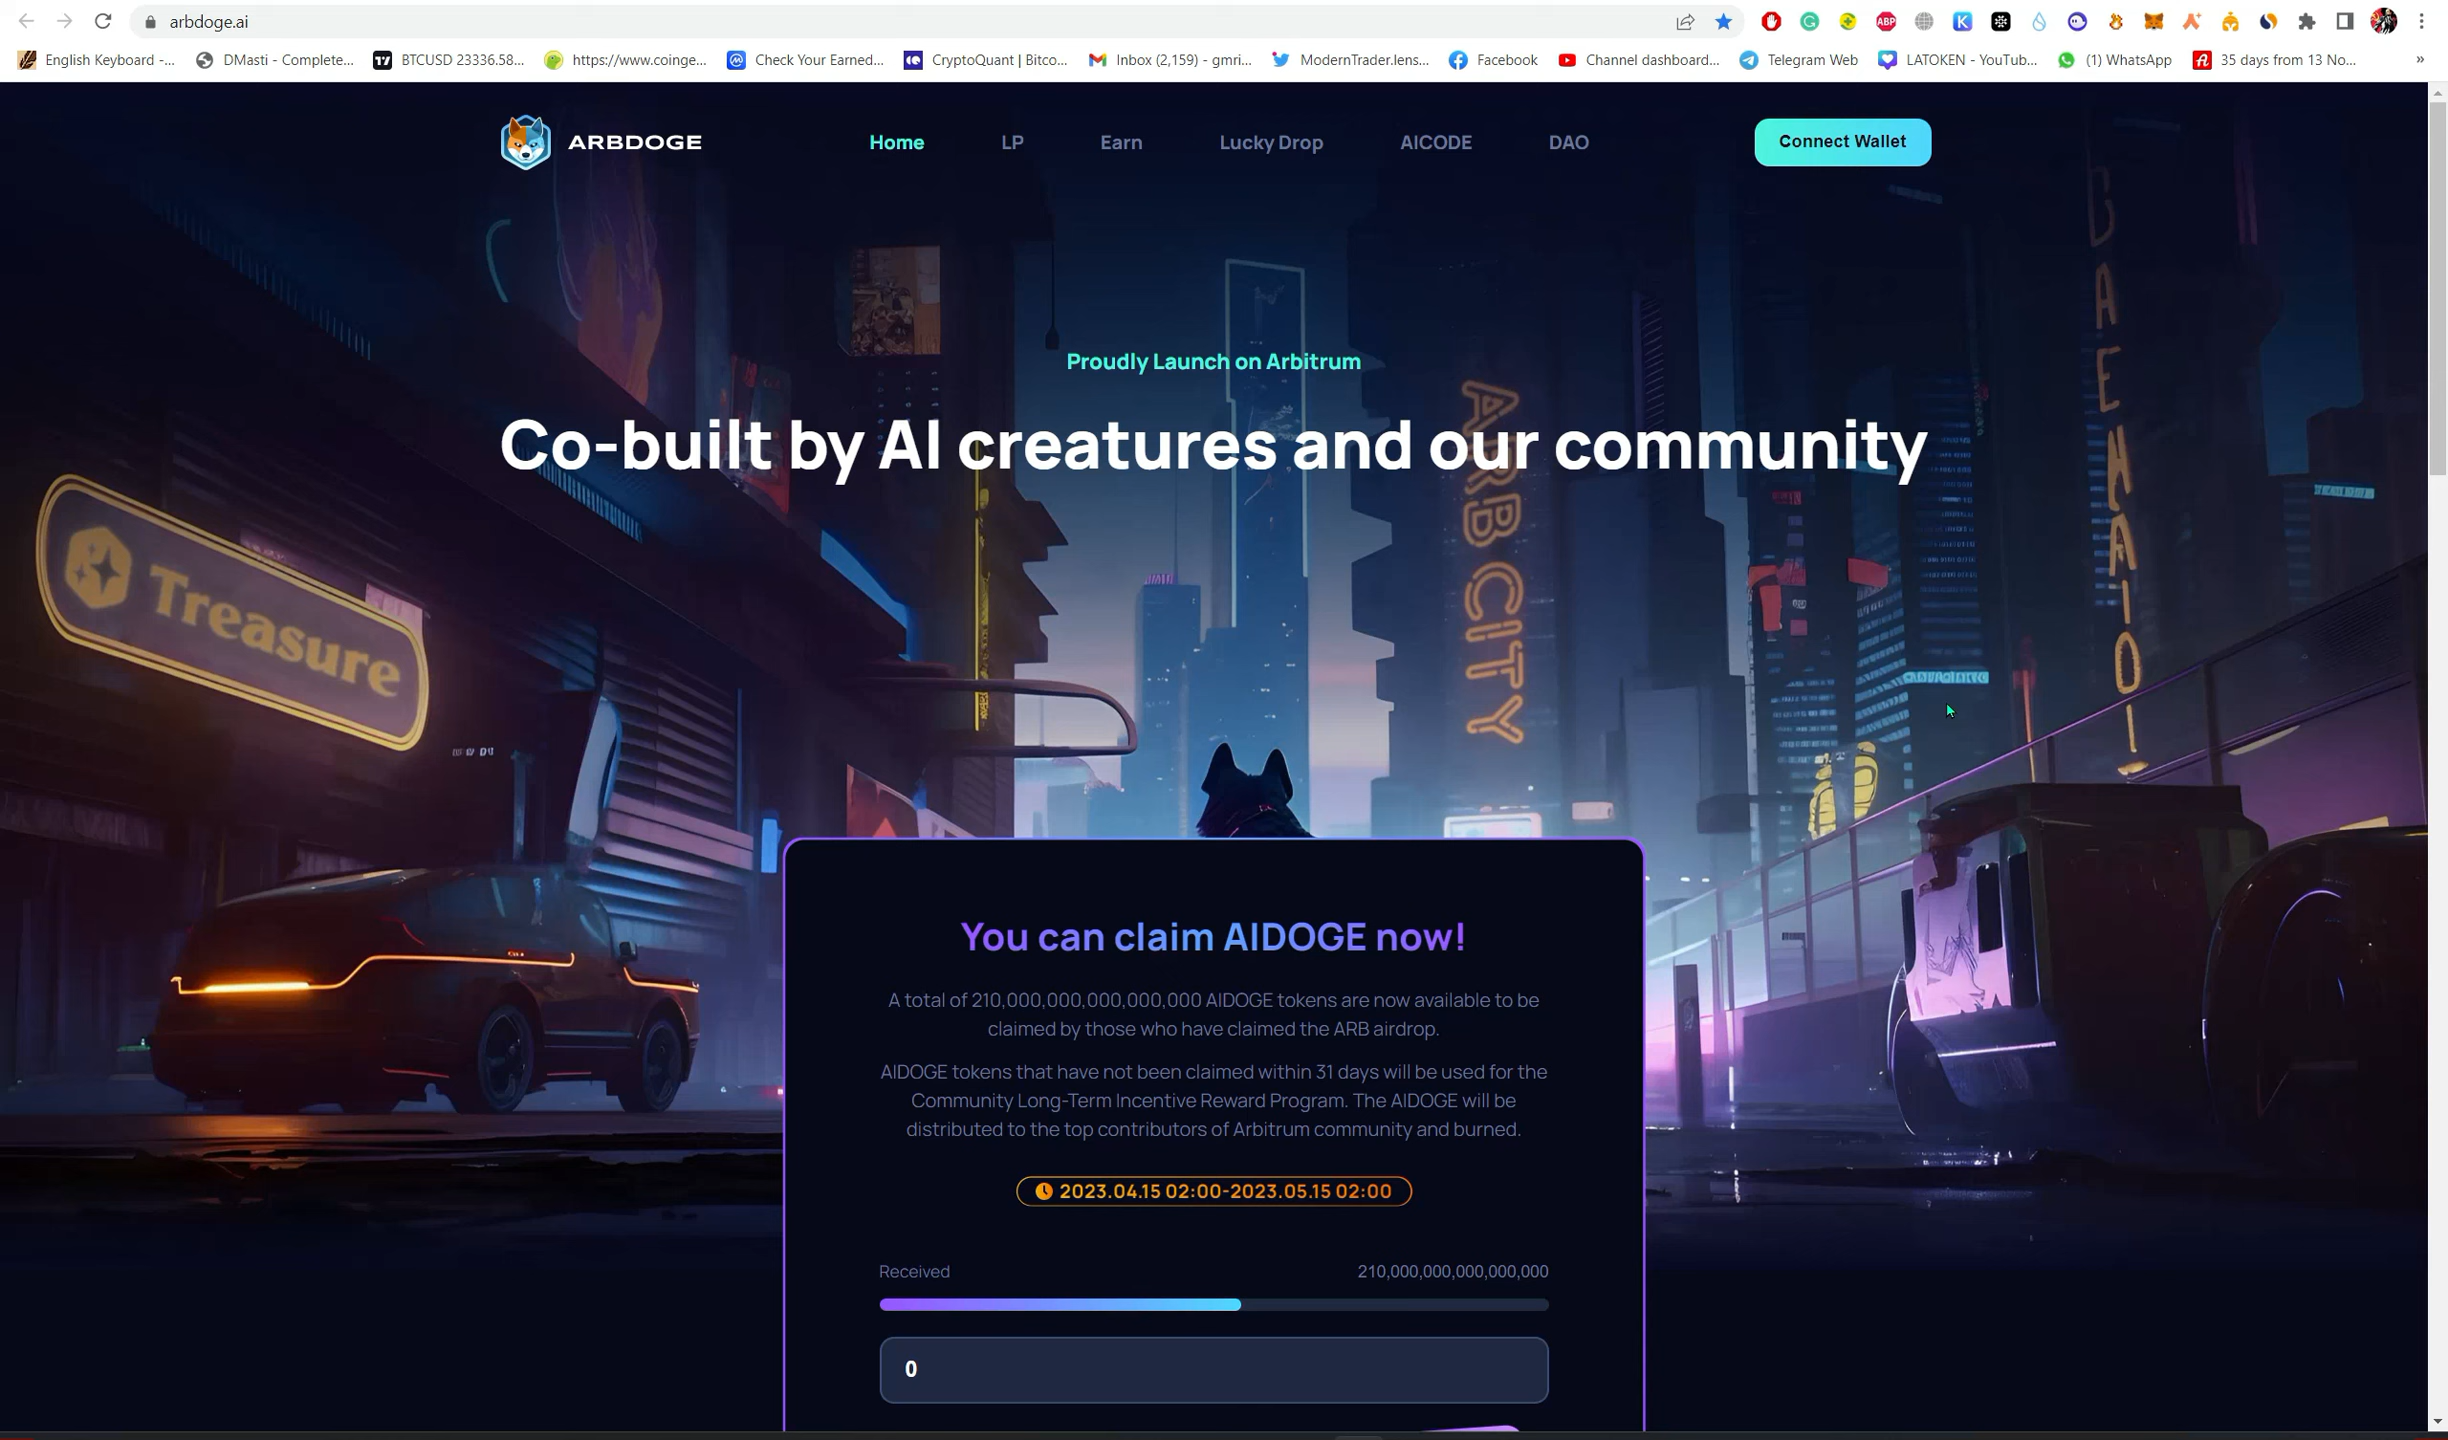 arbdoge.ai
English Keyboard -...
DMasti - Complete...
BTCUSD 23336.58...
https://www.coinge...
Check Your Earned...
CryptoQuant | Bitco...
Inbox (2,159) - gmri...
ModernTrader.lens...
Facebook
Channel dashboard...
Telegram Web
LATOKEN - YouTub...
(1) WhatsApp
35 days from 13 No...
ARBDOGE
Home
LP
Earn
Lucky Drop
AICODE
DAO
Connect Wallet
Proudly Launch on Arbitrum
Co-built by AI creatures and our community
Treasure
ARB CITY
You can claim AIDOGE now!
A total of 210,000,000,000,000,000 AIDOGE tokens are now available to be
claimed by those who have claimed the ARB airdrop.
AIDOGE tokens that have not been claimed within 31 days will be used for the
Community Long-Term Incentive Reward Program. The AIDOGE will be
distributed to the top contributors of Arbitrum community and burned.
2023.04.15 02:00-2023.05.15 02:00
Received
210,000,000,000,000,000
0